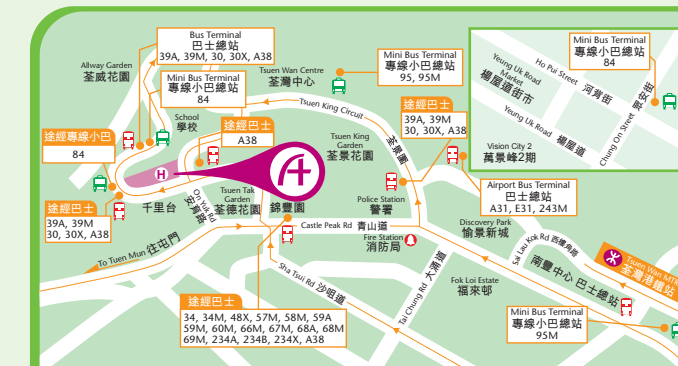 Bus Terminal
巴士總站
39A, 39M, 30, 30X, A38
Allway Garden
荃威花園
Mini Bus Terminal
專線小巴總站
84
School
學校
途經專線小巴
84
途經巴士
A38
Tsuen Wan Centre
荃灣中心
Mini Bus Terminal
專線小巴總站
95, 95M
Tsuen King Circuit
荃景圍
途經巴士
39A, 39M
30, 30X, A38
Tsuen King
Garden
荃景花園
Yeung Uk Road
Market
楊屋道街市
Ho Pui Street 河背街
Mini Bus Terminal
專線小巴總站
84
Yeung Uk Road 楊屋道
Chung On Street 眾安街
Vision City 2
萬景峰2期
H
途經巴士
39A, 39M
30, 30X, A38
千里台
On Yuk Rd
安育路
Tsuen Tak
Garden
荃德花園
錦豐園
Police Station
警署
Airport Bus Terminal
巴士總站
A31, E31, 243M
Castle Peak Rd 青山道
Fire Station
消防局
Discovery Park
愉景新城
Sai Lau Kok Rd 西樓角路
Tsuen Wan MTR
荃灣港鐵站
南豐中心 巴士總站
To Tuen Mun 往屯門
Sha Tsui Rd 沙咀道
Tai Chung Rd 大涌道
Fok Loi Estate
福來邨
途經巴士
34, 34M, 48X, 57M, 58M, 59A
59M, 60M, 66M, 67M, 68A, 68M
69M, 234A, 234B, 234X, A38
Mini Bus Terminal
專線小巴總站
95M